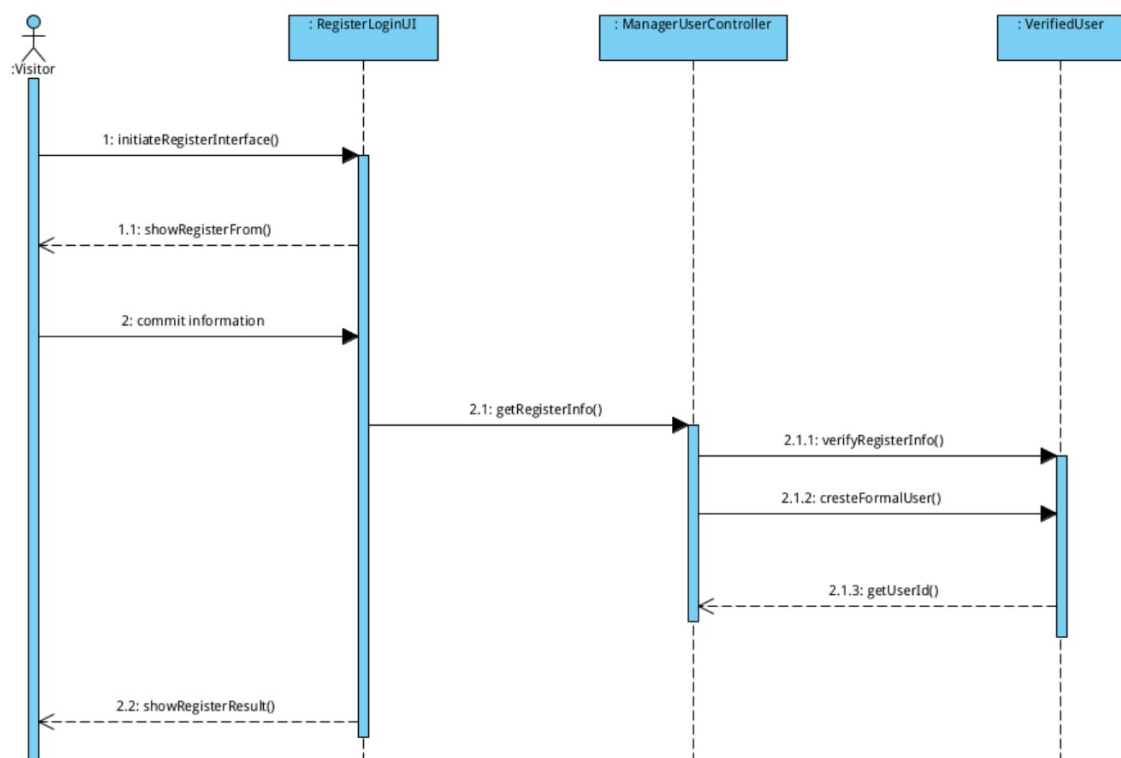 : RegisterLoginUI
: ManagerUserController
: VerifiedUser
:Visitor
1: initiateRegisterInterface()
1.1: showRegisterFrom()
2: commit information
2.1: getRegisterInfo()
2.1.1: verifyRegisterInfo()
2.1.2: cresteFormalUser()
2.1.3: getUserId()
2.2: showRegisterResult()